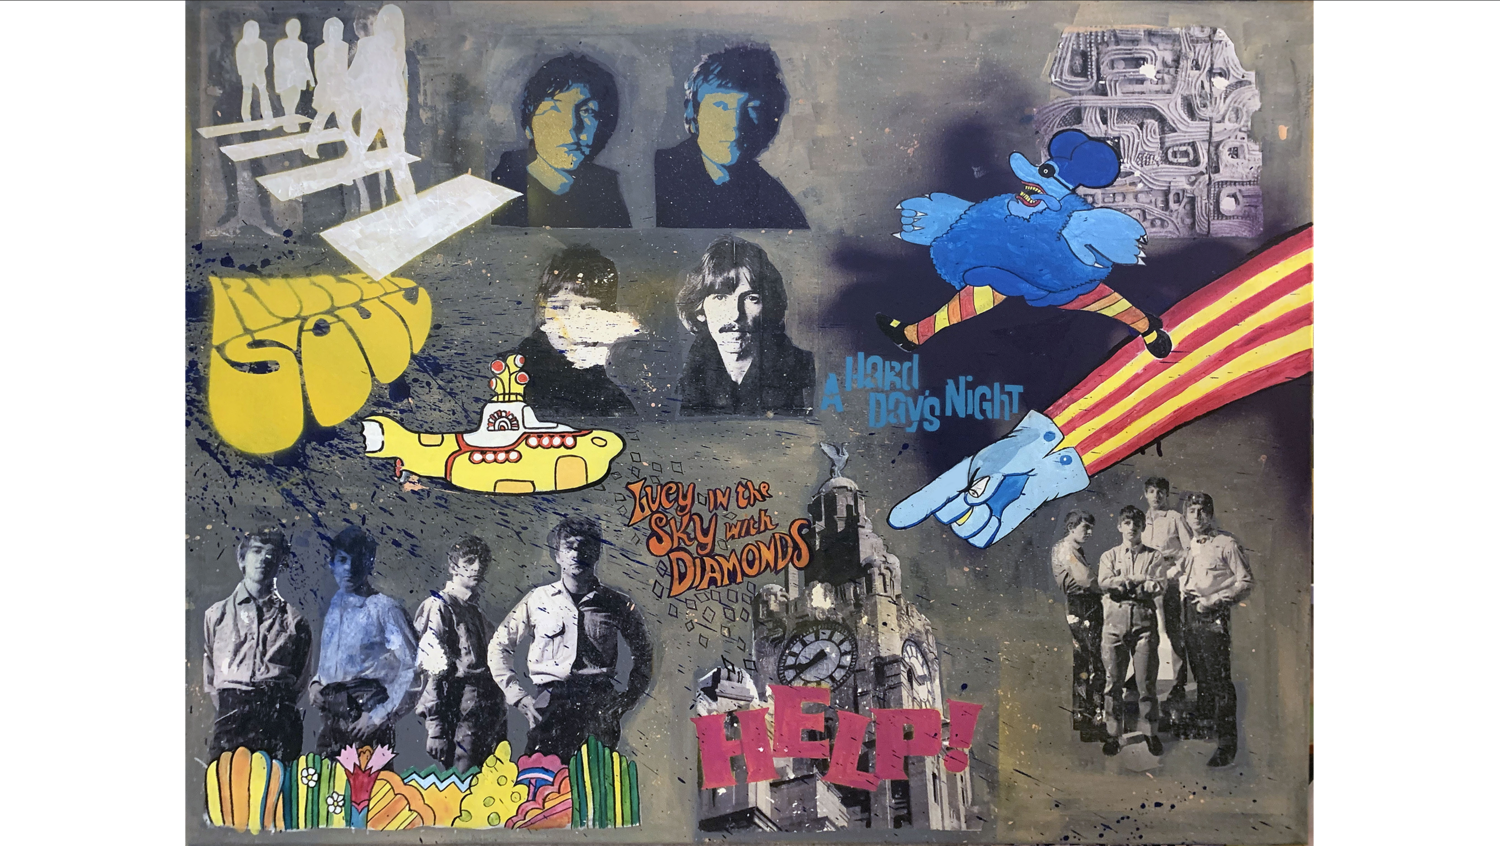 RUBBER
SOUL
A HARD
DAY'S NIGHT
LUCY IN the
SKY with
DIAMONDS
HELP!